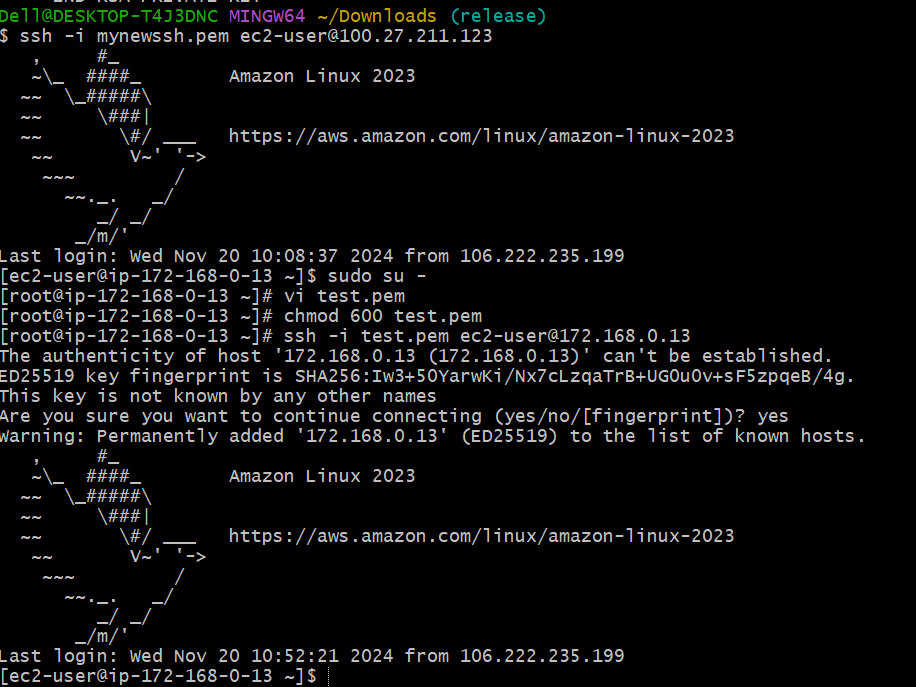 Dell@DESKTOP-T4J3DNC MINGW64 ~/Downloads (release)
$ ssh -i mynewssh.pem ec2-user@100.27.211.123
   ,     #_
   ~\_  ####_        Amazon Linux 2023
  ~~  \_#####\
  ~~     \###|
  ~~       \#/ ___   https://aws.amazon.com/linux/amazon-linux-2023
   ~~       V~' '->
    ~~~         /
      ~~._.   _/
         _/ _/
       _/m/'
Last login: Wed Nov 20 10:08:37 2024 from 106.222.235.199
[ec2-user@ip-172-168-0-13 ~]$ sudo su -
[root@ip-172-168-0-13 ~]# vi test.pem
[root@ip-172-168-0-13 ~]# chmod 600 test.pem
[root@ip-172-168-0-13 ~]# ssh -i test.pem ec2-user@172.168.0.13
The authenticity of host '172.168.0.13 (172.168.0.13)' can't be established.
ED25519 key fingerprint is SHA256:Iw3+5OYarwKi/Nx7cLzqaTrB+UG0u0v+sF5zpqeB/4g.
This key is not known by any other names
Are you sure you want to continue connecting (yes/no/[fingerprint])? yes
Warning: Permanently added '172.168.0.13' (ED25519) to the list of known hosts.
   ,     #_
   ~\_  ####_        Amazon Linux 2023
  ~~  \_#####\
  ~~     \###|
  ~~       \#/ ___   https://aws.amazon.com/linux/amazon-linux-2023
   ~~       V~' '->
    ~~~         /
      ~~._.   _/
         _/ _/
       _/m/'
Last login: Wed Nov 20 10:52:21 2024 from 106.222.235.199
[ec2-user@ip-172-168-0-13 ~]$